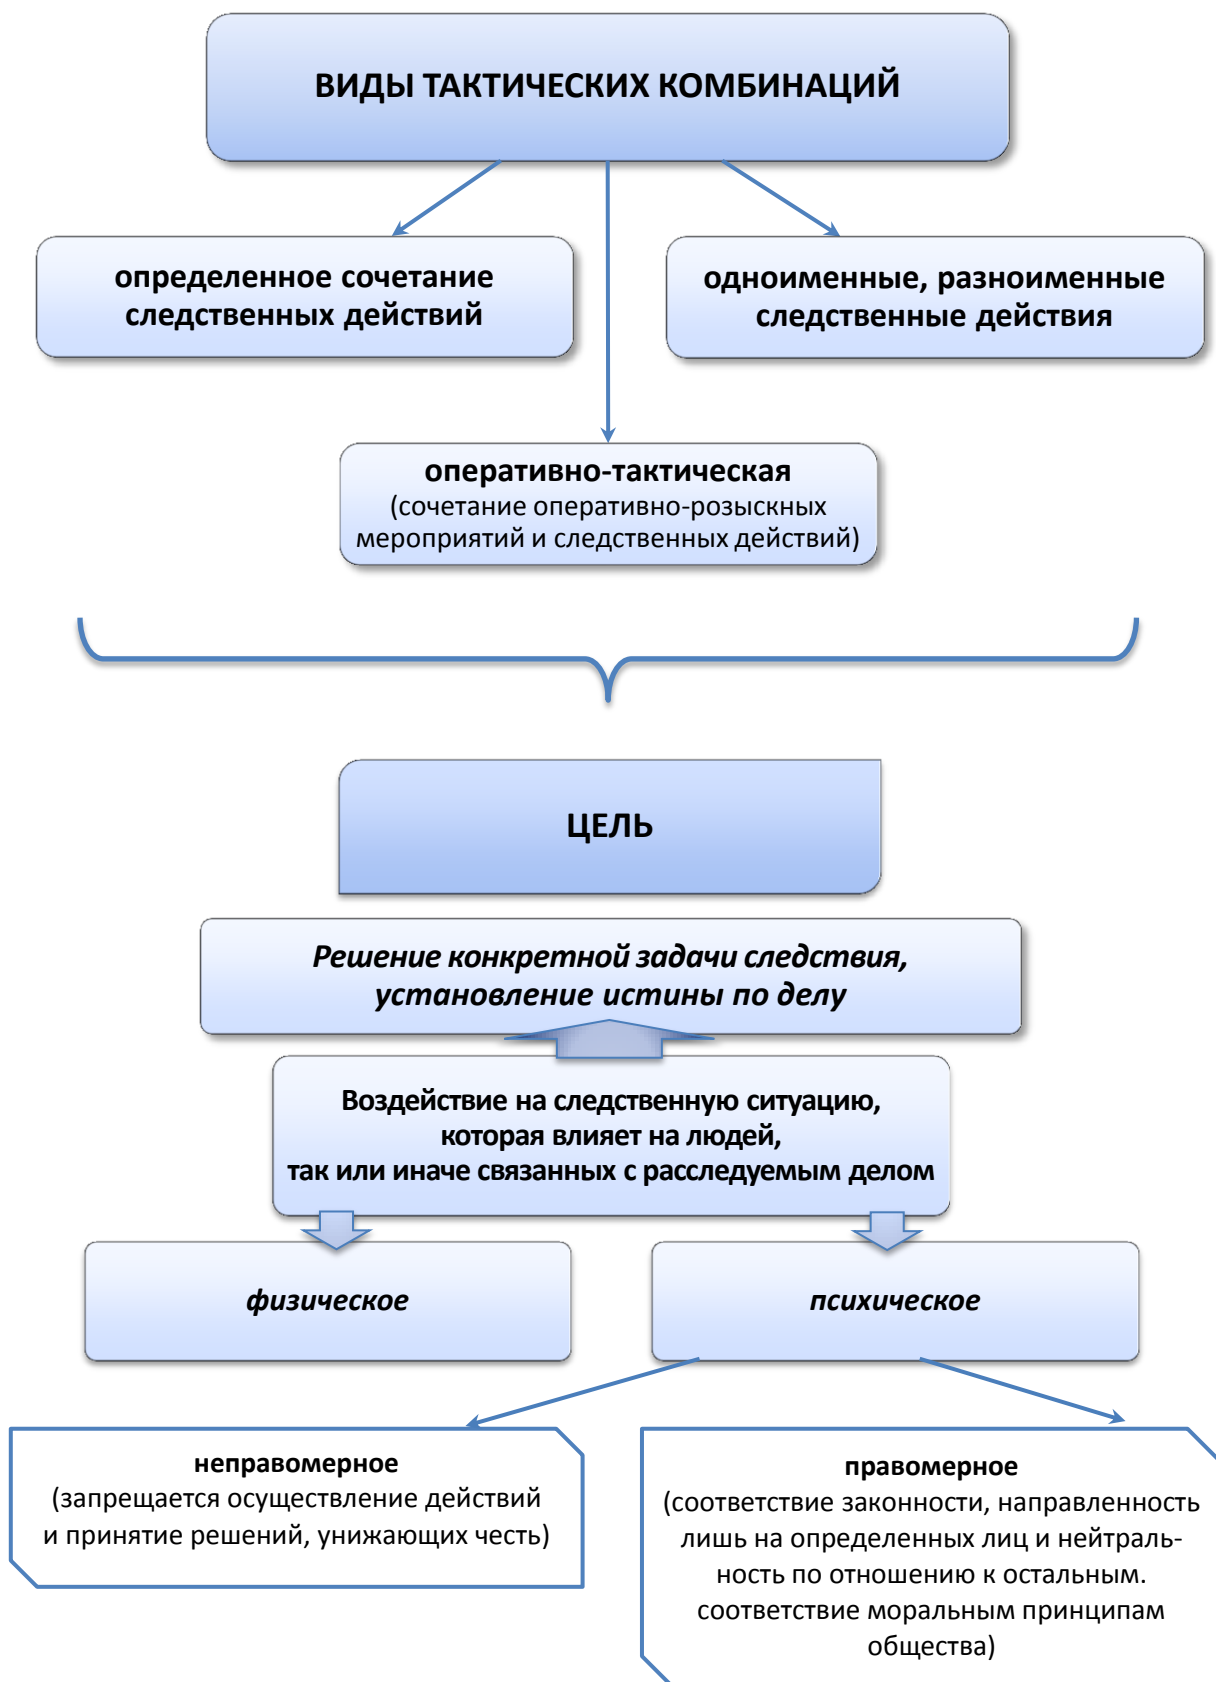 ВИДЫ ТАКТИЧЕСКИХ КОМБИНАЦИЙ
определенное сочетание
следственных действий
одноименные, разноименные
следственные действия
оперативно-тактическая
(сочетание оперативно-розыскных
мероприятий и следственных действий)
ЦЕЛЬ
Решение конкретной задачи следствия,
установление истины по делу
Воздействие на следственную ситуацию,
которая влияет на людей,
так или иначе связанных с расследуемым делом
физическое
психическое
неправомерное
(запрещается осуществление действий
и принятие решений, унижающих честь)
правомерное
(соответствие законности, направленность
лишь на определенных лиц и нейтраль-
ность по отношению к остальным.
соответствие моральным принципам
общества)